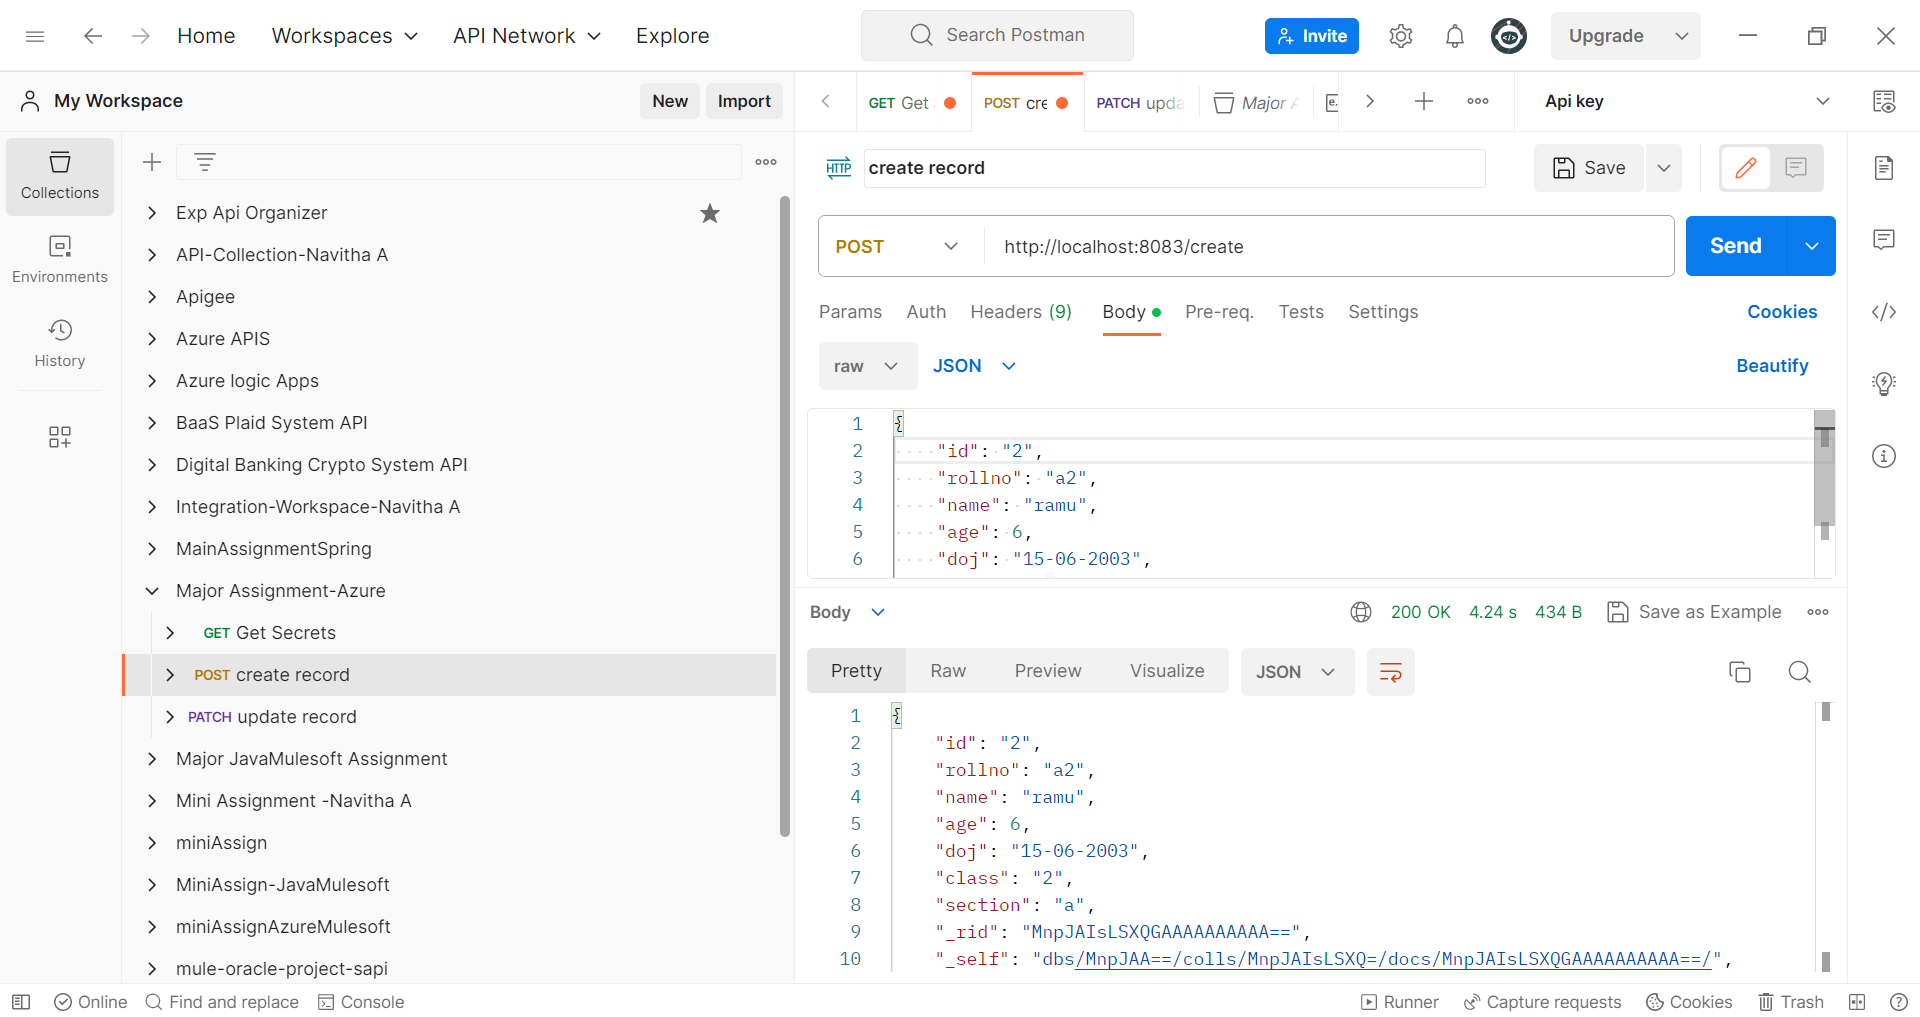 Home Workspaces API Network Explore Search Postman Invite Upgrade
My Workspace New Import
GET Get POST cre PATCH upda Major A Api key
Collections
Environments
History
Exp Api Organizer
API-Collection-Navitha A
Apigee
Azure APIS
Azure logic Apps
BaaS Plaid System API
Digital Banking Crypto System API
Integration-Workspace-Navitha A
MainAssignmentSpring
Major Assignment-Azure
GET Get Secrets
POST create record
PATCH update record
Major JavaMulesoft Assignment
Mini Assignment -Navitha A
miniAssign
MiniAssign-JavaMulesoft
miniAssignAzureMulesoft
mule-oracle-project-sapi
HTTP create record Save
POST http://localhost:8083/create Send
Params Auth Headers (9) Body Pre-req. Tests Settings Cookies
raw JSON Beautify
1 {
2 "id": "2",
3 "rollno": "a2",
4 "name": "ramu",
5 "age": 6,
6 "doj": "15-06-2003",
Body 200 OK 4.24 s 434 B Save as Example
Pretty Raw Preview Visualize JSON
1 {
2 "id": "2",
3 "rollno": "a2",
4 "name": "ramu",
5 "age": 6,
6 "doj": "15-06-2003",
7 "class": "2",
8 "section": "a",
9 "_rid": "MnpJAIsLSXQGAAAAAAAAAA==",
10 "_self": "dbs/MnpJAA==/colls/MnpJAIsLSXQ=/docs/MnpJAIsLSXQGAAAAAAAAAA==/",
Online Find and replace Console Runner Capture requests Cookies Trash